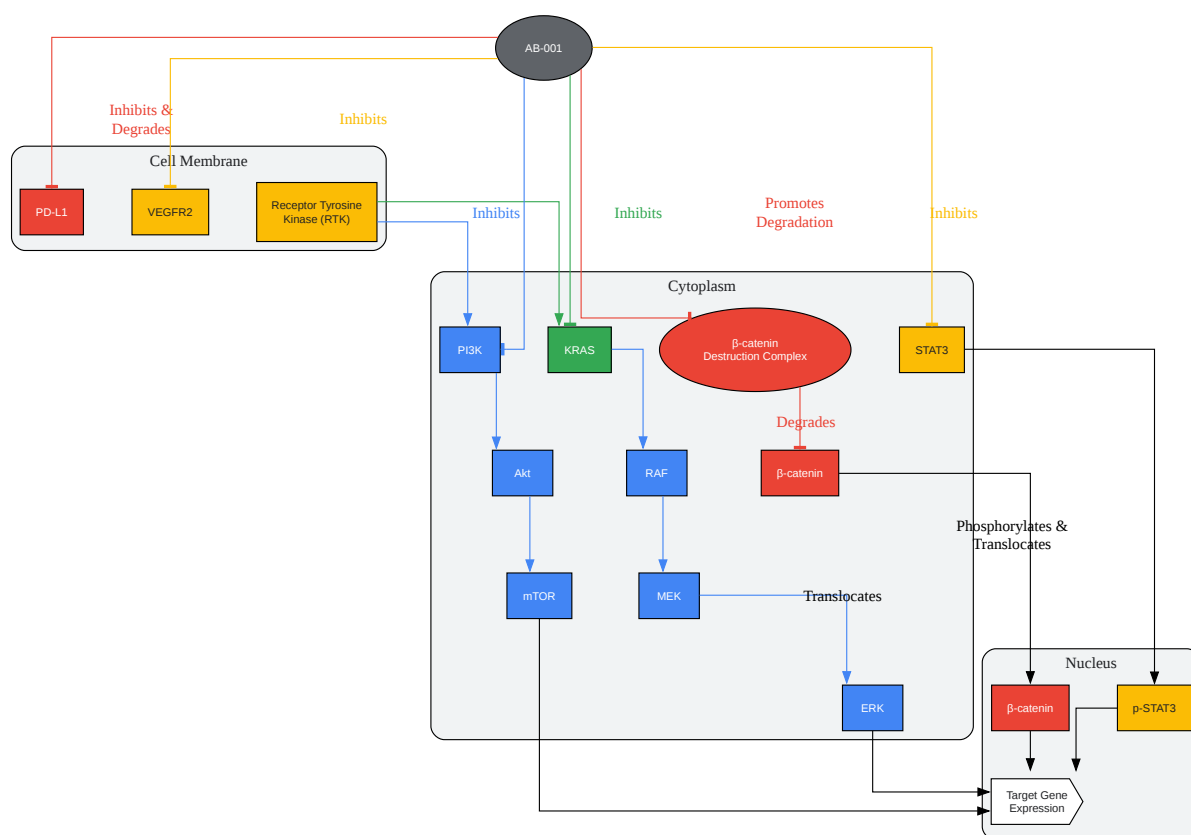 AB-001
Inhibits &
Degrades
Inhibits
Cell Membrane
PD-L1
VEGFR2
Receptor Tyrosine
Kinase (RTK)
Inhibits
Inhibits
Promotes
Degradation
Inhibits
Cytoplasm
PI3K
KRAS
β-catenin
Destruction Complex
STAT3
Degrades
Akt
RAF
β-catenin
Phosphorylates &
Translocates
mTOR
MEK
Translocates
Nucleus
ERK
β-catenin
p-STAT3
Target Gene
Expression